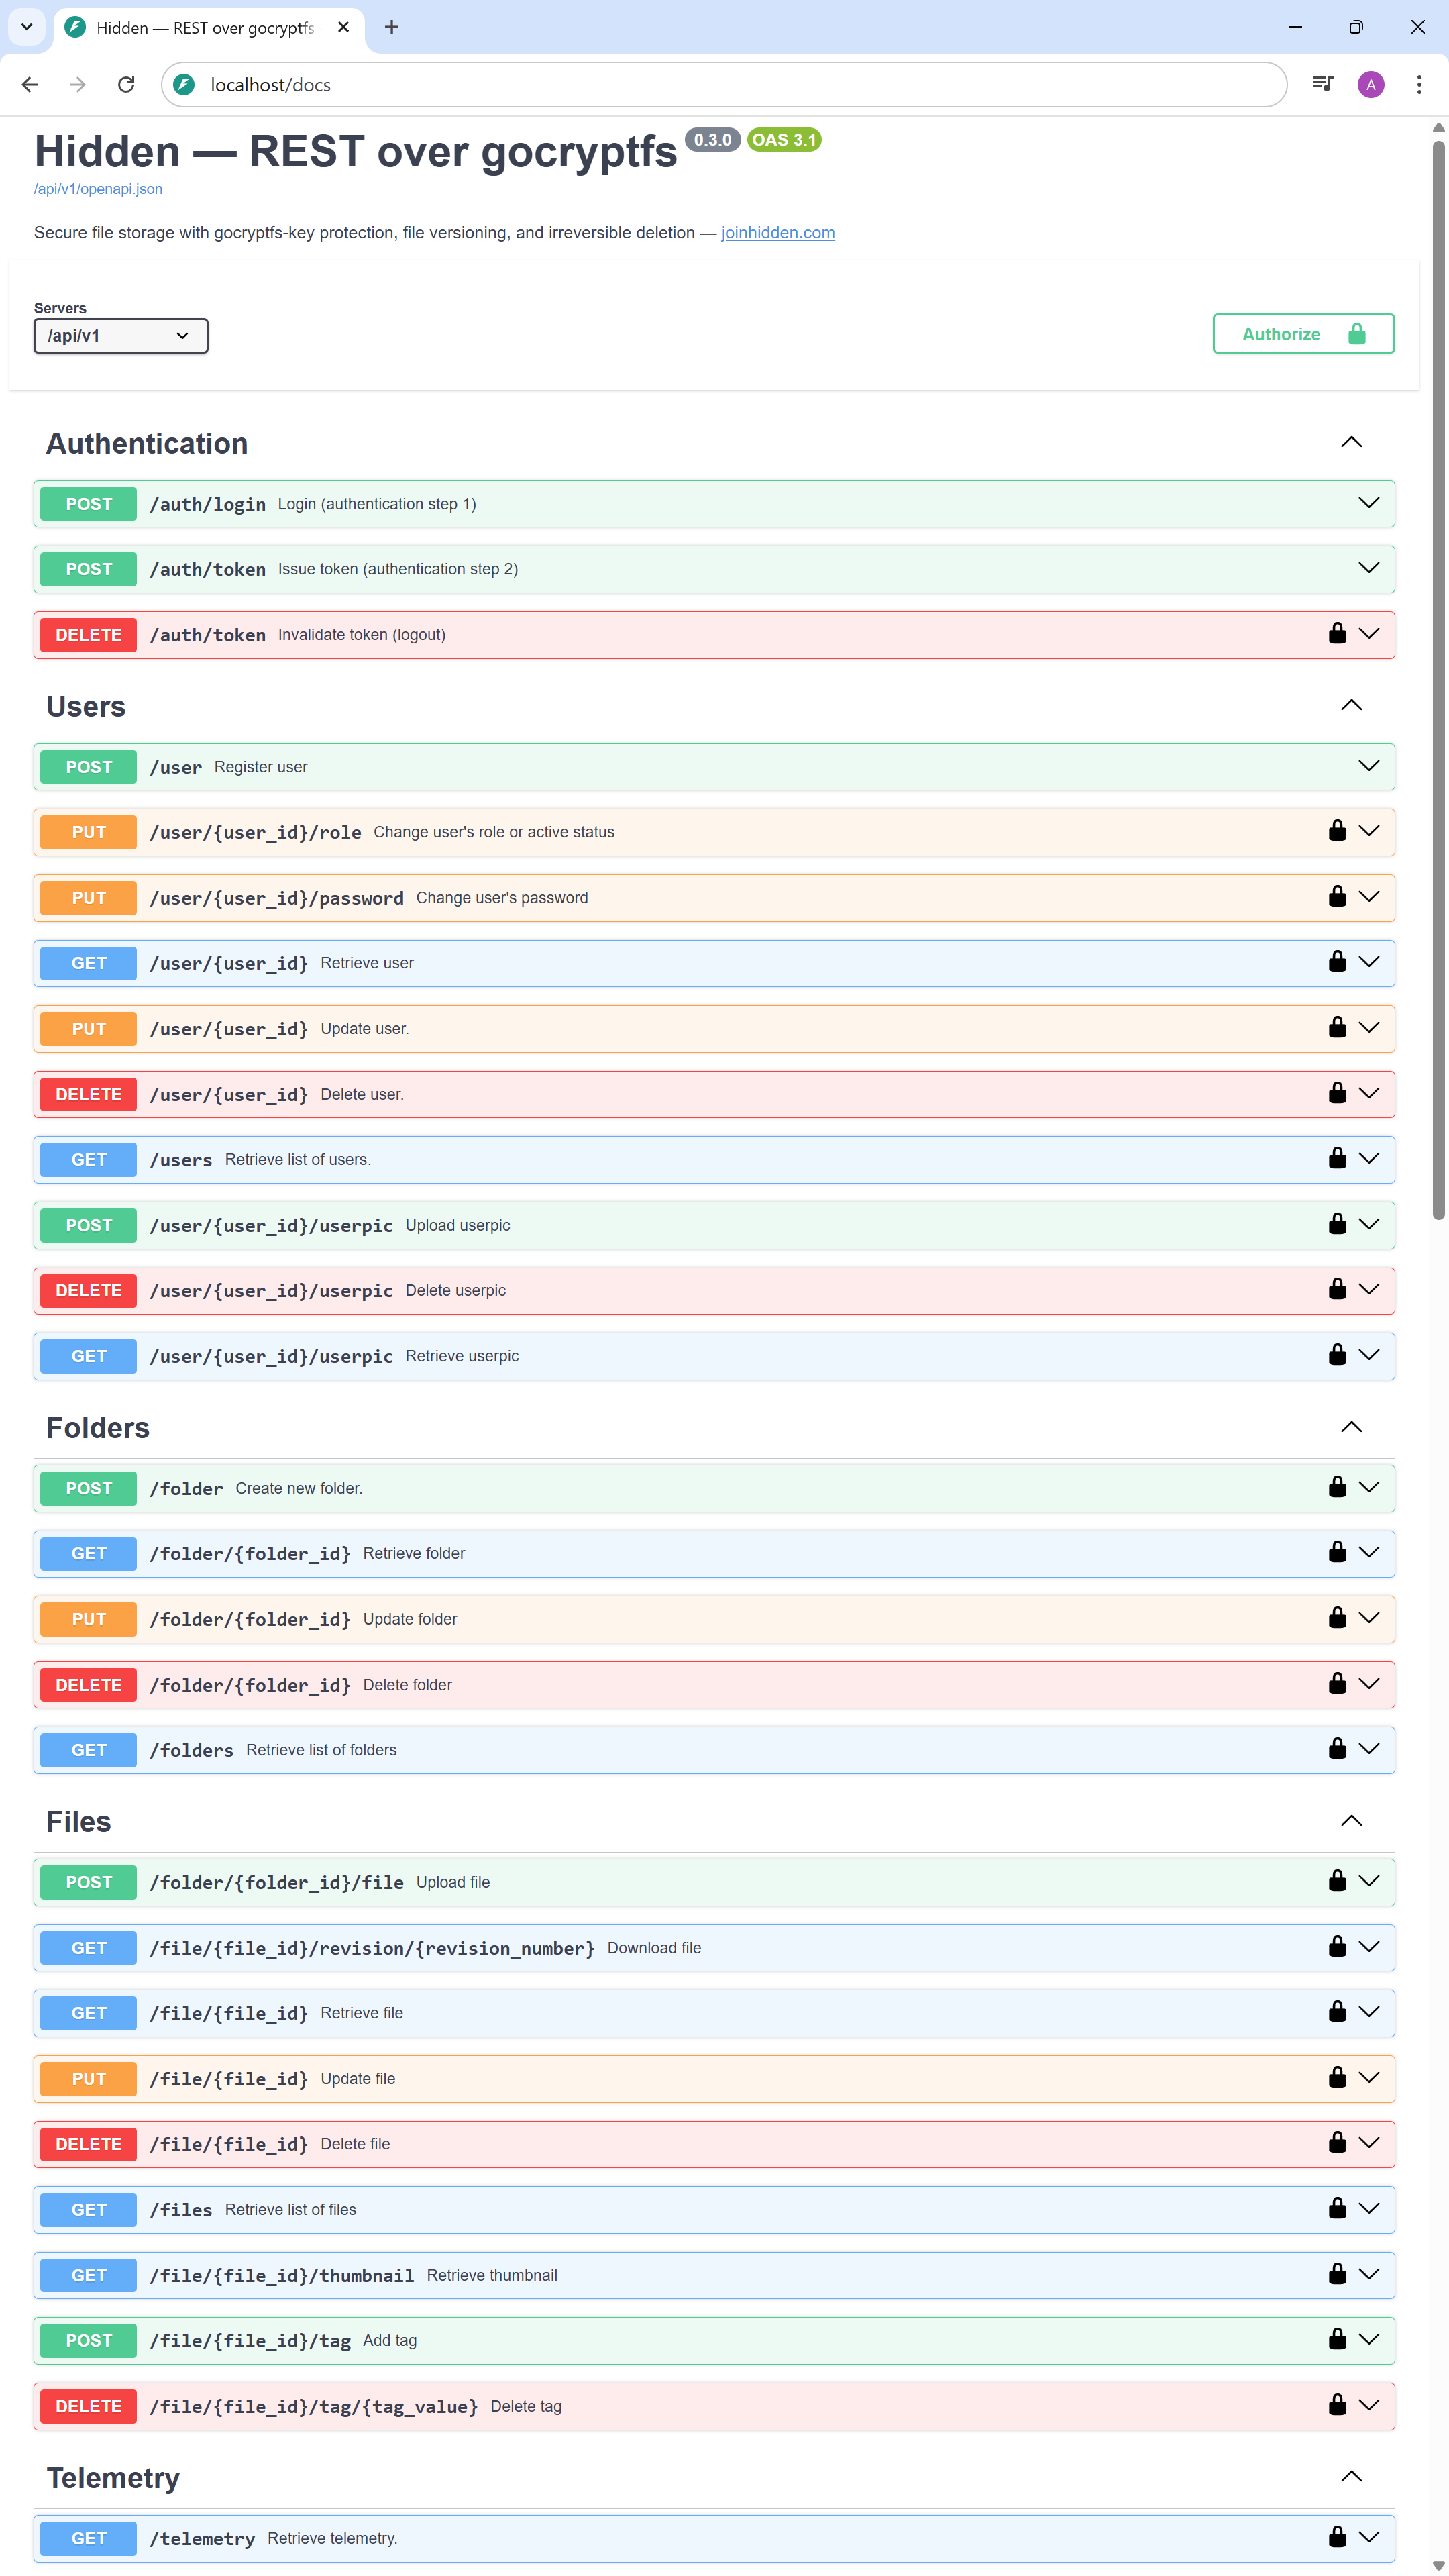 Hidden — REST over gocryptfs
localhost/docs
A
Hidden — REST over gocryptfs 0.3.0 OAS 3.1
/api/v1/openapi.json
Secure file storage with gocryptfs-key protection, file versioning, and irreversible deletion — joinhidden.com
Servers
/api/v1
Authorize
Authentication
POST /auth/login Login (authentication step 1)
POST /auth/token Issue token (authentication step 2)
DELETE /auth/token Invalidate token (logout)
Users
POST /user Register user
PUT /user/{user_id}/role Change user's role or active status
PUT /user/{user_id}/password Change user's password
GET /user/{user_id} Retrieve user
PUT /user/{user_id} Update user.
DELETE /user/{user_id} Delete user.
GET /users Retrieve list of users.
POST /user/{user_id}/userpic Upload userpic
DELETE /user/{user_id}/userpic Delete userpic
GET /user/{user_id}/userpic Retrieve userpic
Folders
POST /folder Create new folder.
GET /folder/{folder_id} Retrieve folder
PUT /folder/{folder_id} Update folder
DELETE /folder/{folder_id} Delete folder
GET /folders Retrieve list of folders
Files
POST /folder/{folder_id}/file Upload file
GET /file/{file_id}/revision/{revision_number} Download file
GET /file/{file_id} Retrieve file
PUT /file/{file_id} Update file
DELETE /file/{file_id} Delete file
GET /files Retrieve list of files
GET /file/{file_id}/thumbnail Retrieve thumbnail
POST /file/{file_id}/tag Add tag
DELETE /file/{file_id}/tag/{tag_value} Delete tag
Telemetry
GET /telemetry Retrieve telemetry.